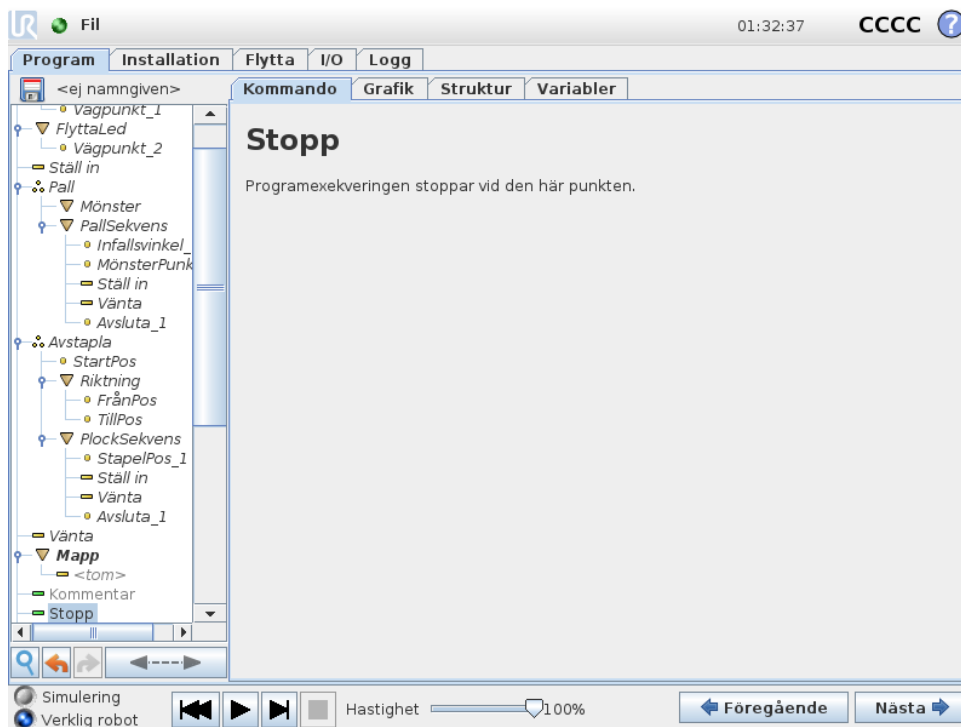 UR Fil 01:32:37 CCCC ?
Program Installation Flytta I/O Logg
<ej namngiven>
Kommando Grafik Struktur Variabler
Vägpunkt_1
FlyttaLed
Vägpunkt_2
Ställ in
Pall
Mönster
PallSekvens
Infallsvinkel_
MönsterPunk
Ställ in
Vänta
Avsluta_1
Avstapla
StartPos
Riktning
FrånPos
TillPos
PlockSekvens
StapelPos_1
Ställ in
Vänta
Avsluta_1
Vänta
Mapp
<tom>
Kommentar
Stopp
Stopp
Programexekveringen stoppar vid den här punkten.
Simulering
Verklig robot
Hastighet 100%
Föregående Nästa